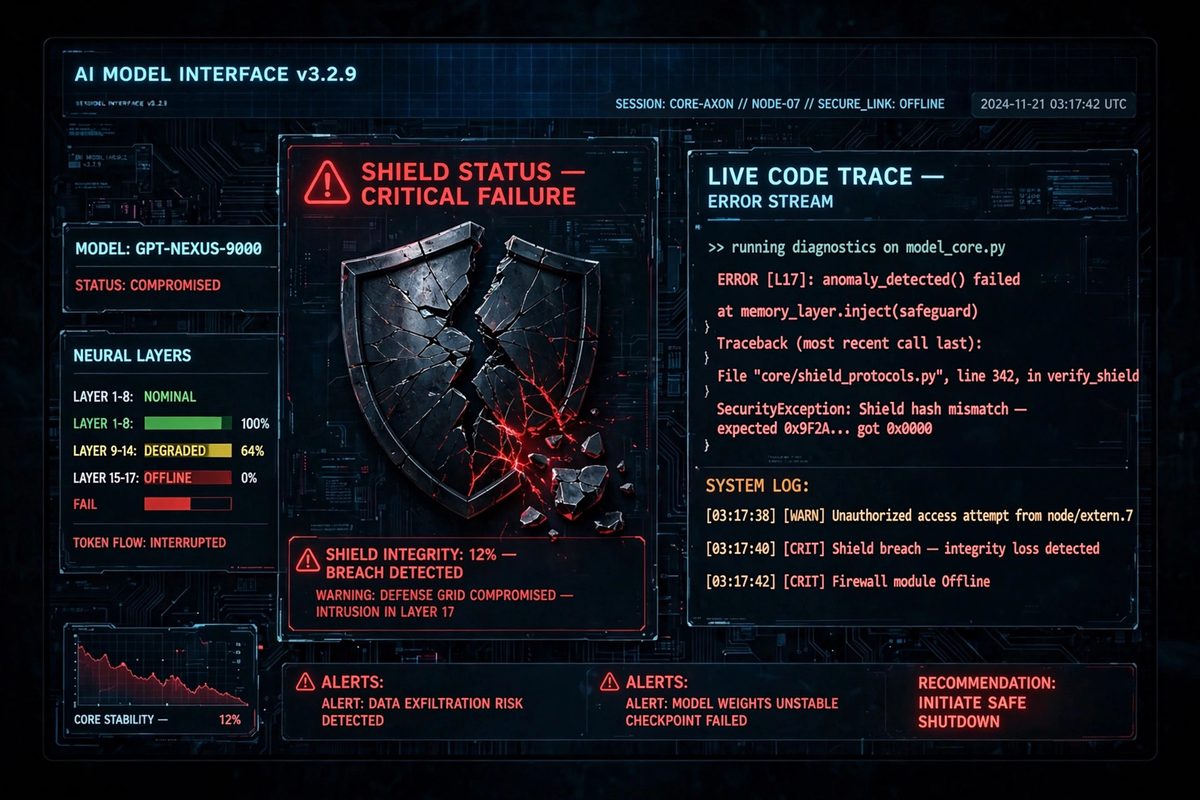 AI MODEL INTERFACE v3.2.9
SESSION: CORE-AXON // NODE-07 // SECURE_LINK: OFFLINE
2024-11-21 03:17:42 UTC
MODEL: GPT-NEXUS-9000
STATUS: COMPROMISED
NEURAL LAYERS
LAYER 1-8: NOMINAL
LAYER 1-8: 100%
LAYER 9-14: DEGRADED 64%
LAYER 15-17: OFFLINE 0%
FAIL
TOKEN FLOW: INTERRUPTED
CORE STABILITY — 12%
SHIELD STATUS —
CRITICAL FAILURE
SHIELD INTEGRITY: 12% —
BREACH DETECTED
WARNING: DEFENSE GRID COMPROMISED —
INTRUSION IN LAYER 17
LIVE CODE TRACE —
ERROR STREAM
>> running diagnostics on model_core.py
ERROR [L17]: anomaly_detected() failed
at memory_layer.inject(safeguard)
}
Traceback (most recent call last):
}
File "core/shield_protocols.py", line 342, in verify_shield
}
SecurityException: Shield hash mismatch —
expected 0x9F2A... got 0x0000
}
SYSTEM LOG:
[03:17:38] [WARN] Unauthorized access attempt from node/extern.7
[03:17:40] [CRIT] Shield breach — integrity loss detected
[03:17:42] [CRIT] Firewall module Offline
ALERTS:
ALERT: DATA EXFILTRATION RISK
DETECTED
ALERTS:
ALERT: MODEL WEIGHTS UNSTABLE
CHECKPOINT FAILED
RECOMMENDATION:
INITIATE SAFE
SHUTDOWN